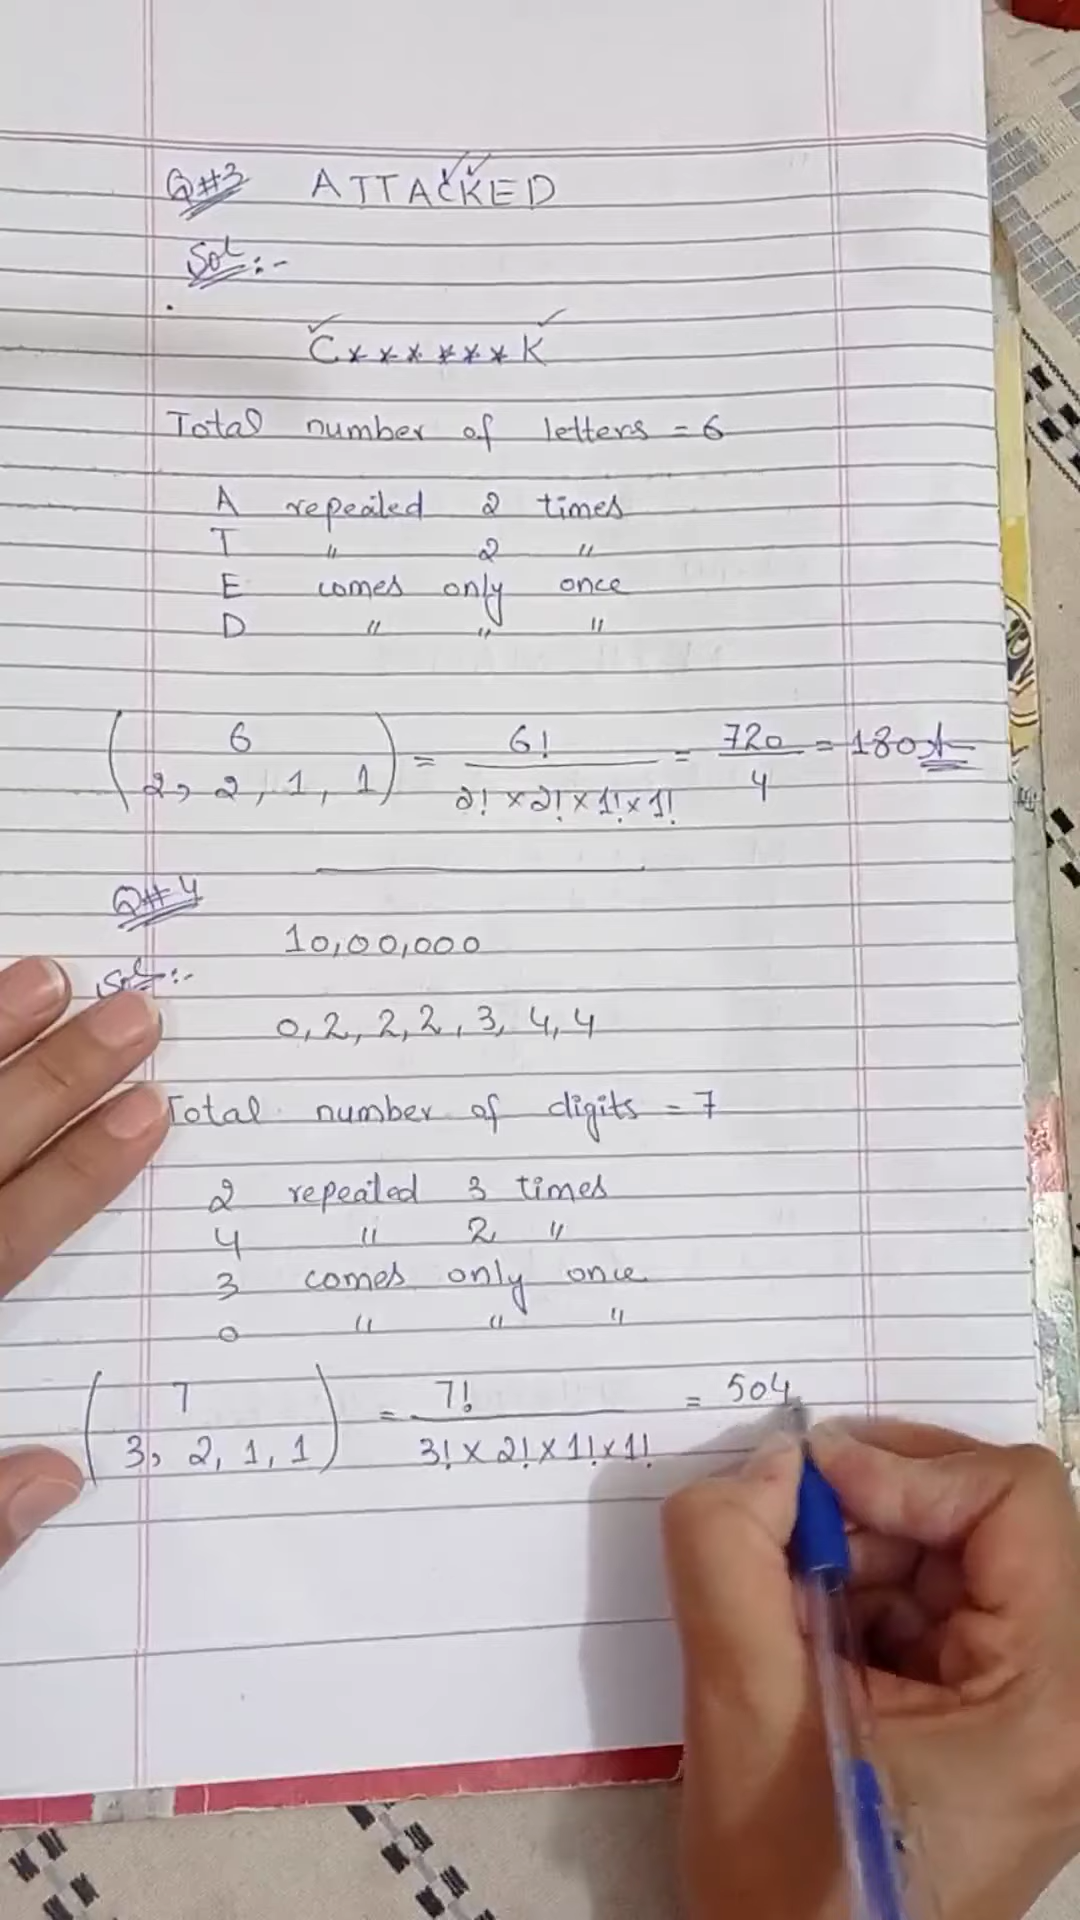 Q#3 ATTACKED
Sol:-
C******K
Total number of letters = 6
A repeated 2 times
T " 2 "
E comes only once
D " " "
( 6 / 2, 2, 1, 1 ) = 6! / 2! × 2! × 1! × 1! = 720 / 4 = 180
Q#4
10,00,000
Sol:-
0, 2, 2, 2, 3, 4, 4
Total number of digits = 7
2 repeated 3 times
4 " 2 "
3 comes only once
0 " " "
( 7 / 3, 2, 1, 1 ) = 7! / 3! × 2! × 1! × 1! = 504